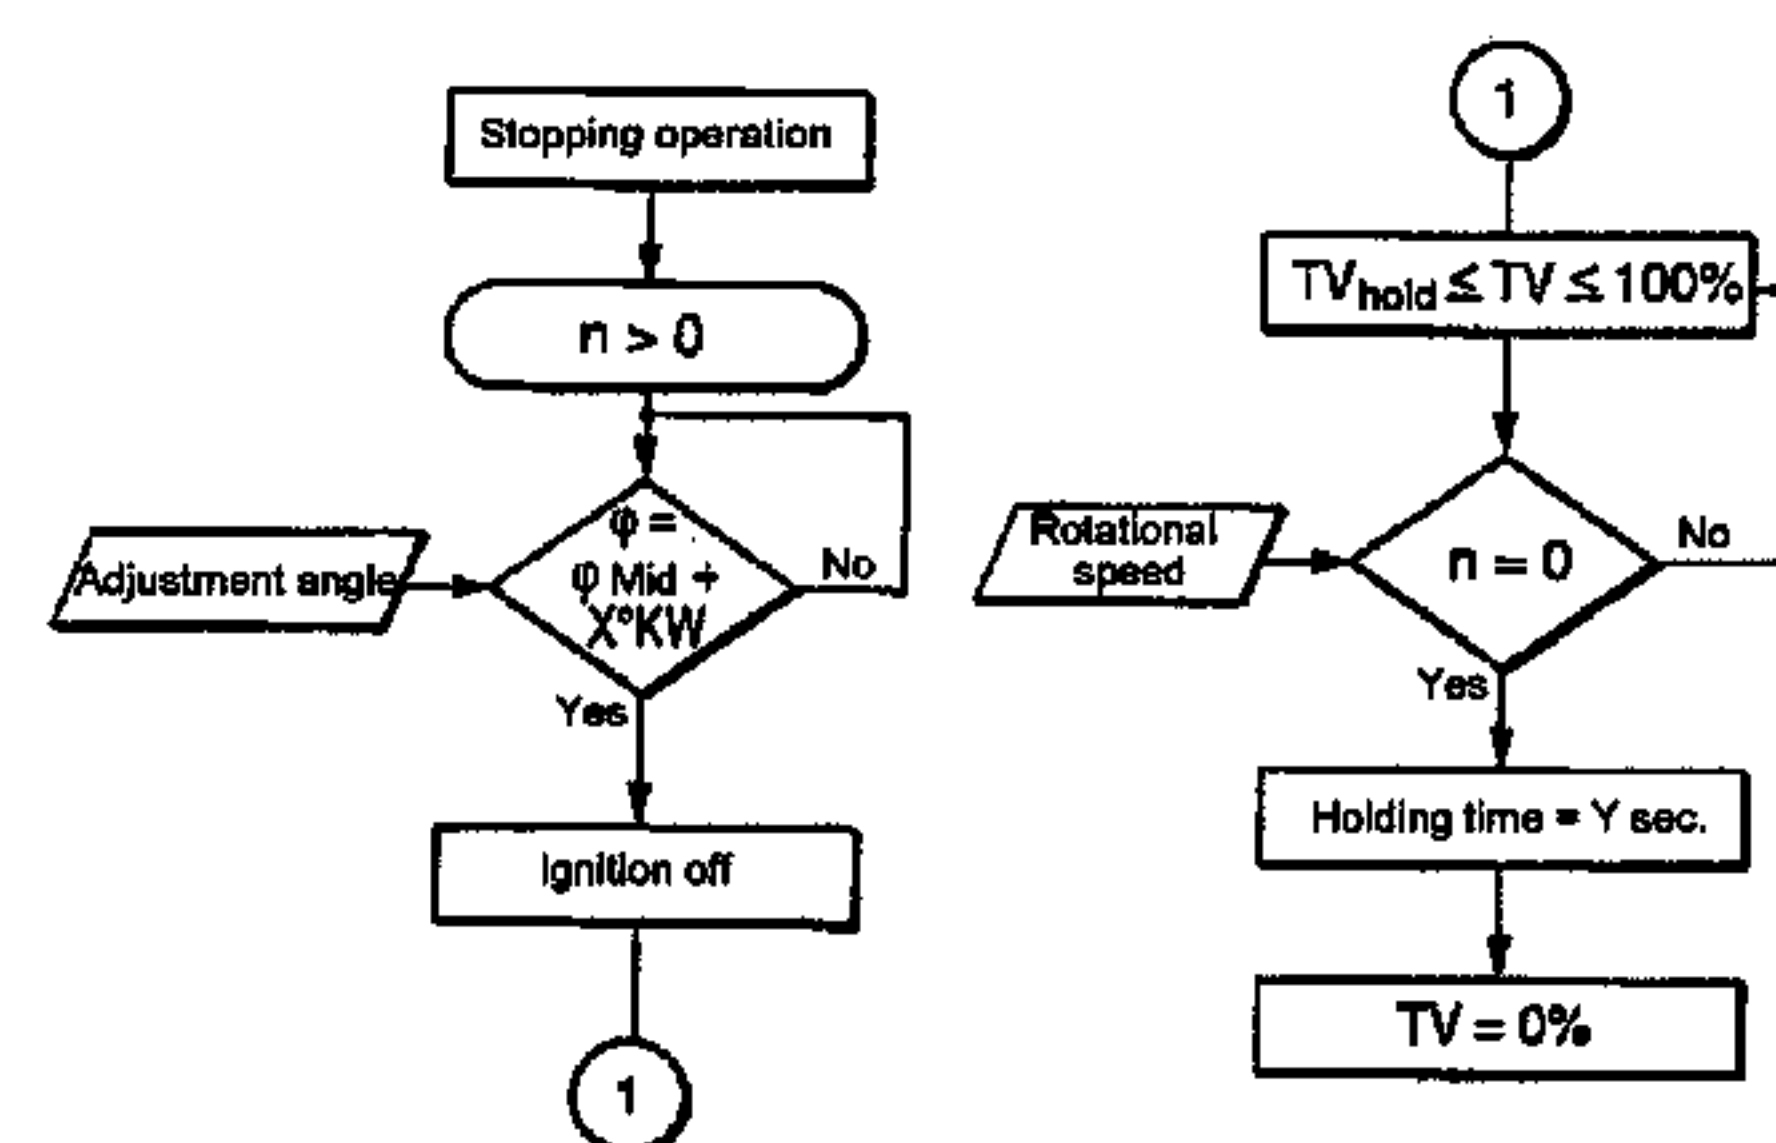 Stopping operation
n > 0
Adjustment angle
φ =
φ Mid +
X°KW
No
Yes
Ignition off
1
1
TVhold ≤ TV ≤ 100%
Rotational
speed
n = 0
No
Yes
Holding time = Y sec.
TV = 0%